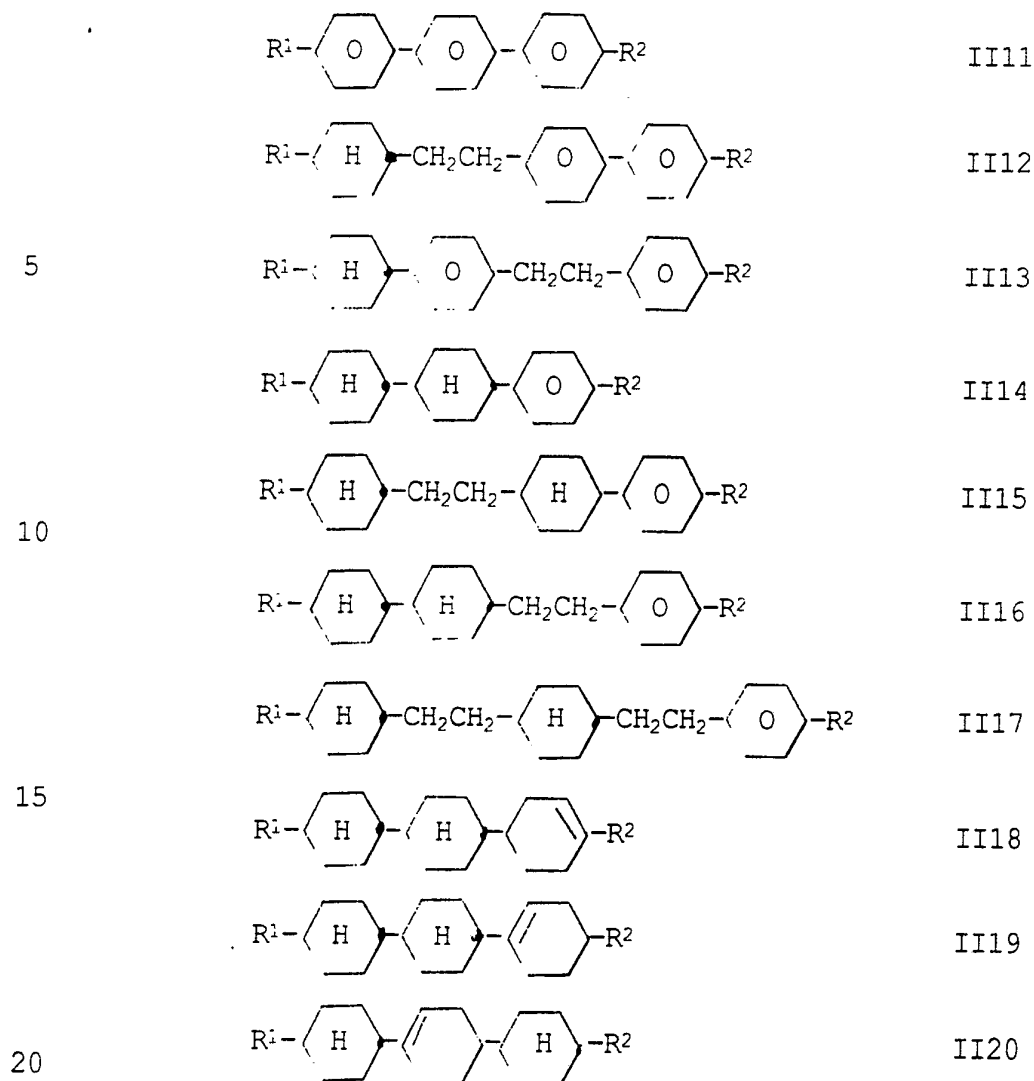 R¹ O O O R² II11
R¹ H CH₂CH₂ O O R² II12
5 R¹ H O CH₂CH₂ O R² II13
R¹ H H O R² II14
R¹ H CH₂CH₂ H O R² II15
10
R¹ H H CH₂CH₂ O R² II16
R¹ H CH₂CH₂ H CH₂CH₂ O R² II17
15
R¹ H H R² II18
R¹ H H R² II19
R¹ H H R² II20
20